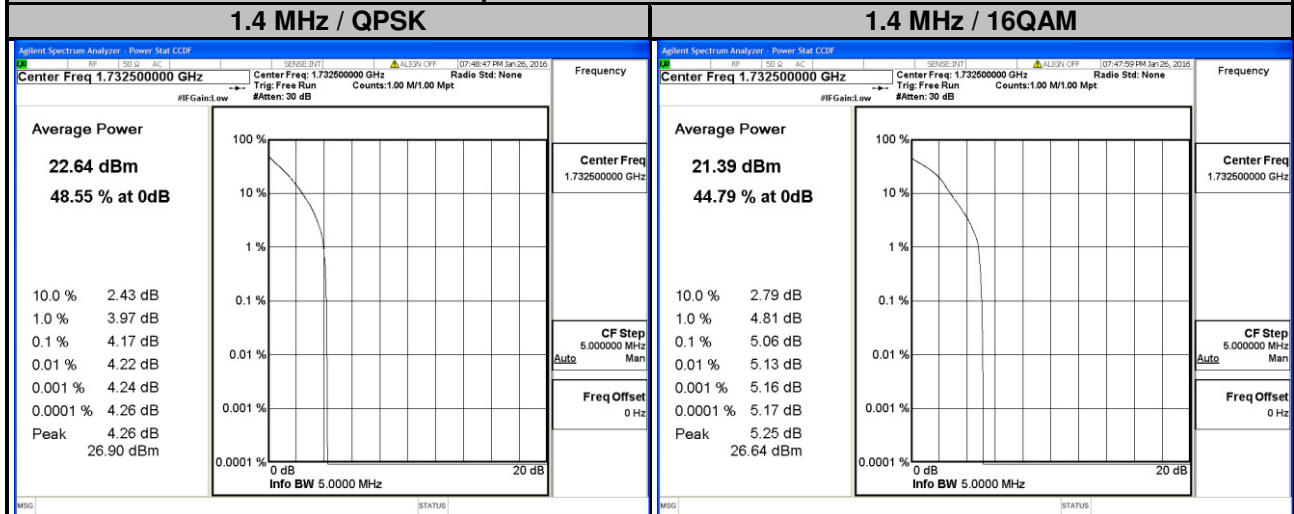 1.4 MHz / QPSK
Agilent Spectrum Analyzer - Power Stat CCDF
RF 50 Ω AC SENSE:INT ALIGN OFF 07:48:47 PM Jan 26, 2016
Center Freq 1.732500000 GHz
Center Freq: 1.732500000 GHz Radio Std: None
Trig: Free Run Counts:1.00 M/1.00 Mpt
#IFGain:Low #Atten: 30 dB
Frequency
Average Power
22.64 dBm
48.55 % at 0dB
10.0 % 2.43 dB
1.0 % 3.97 dB
0.1 % 4.17 dB
0.01 % 4.22 dB
0.001 % 4.24 dB
0.0001 % 4.26 dB
Peak 4.26 dB
26.90 dBm
100 %
10 %
1 %
0.1 %
0.01 %
0.001 %
0.0001 %
0 dB 20 dB
Info BW 5.0000 MHz
Center Freq
1.732500000 GHz
CF Step
5.000000 MHz
Auto Man
Freq Offset
0 Hz
MSG STATUS
1.4 MHz / 16QAM
Agilent Spectrum Analyzer - Power Stat CCDF
RF 50 Ω AC SENSE:INT ALIGN OFF 07:47:59 PM Jan 26, 2016
Center Freq 1.732500000 GHz
Center Freq: 1.732500000 GHz Radio Std: None
Trig: Free Run Counts:1.00 M/1.00 Mpt
#IFGain:Low #Atten: 30 dB
Frequency
Average Power
21.39 dBm
44.79 % at 0dB
10.0 % 2.79 dB
1.0 % 4.81 dB
0.1 % 5.06 dB
0.01 % 5.13 dB
0.001 % 5.16 dB
0.0001 % 5.17 dB
Peak 5.25 dB
26.64 dBm
100 %
10 %
1 %
0.1 %
0.01 %
0.001 %
0.0001 %
0 dB 20 dB
Info BW 5.0000 MHz
Center Freq
1.732500000 GHz
CF Step
5.000000 MHz
Auto Man
Freq Offset
0 Hz
MSG STATUS